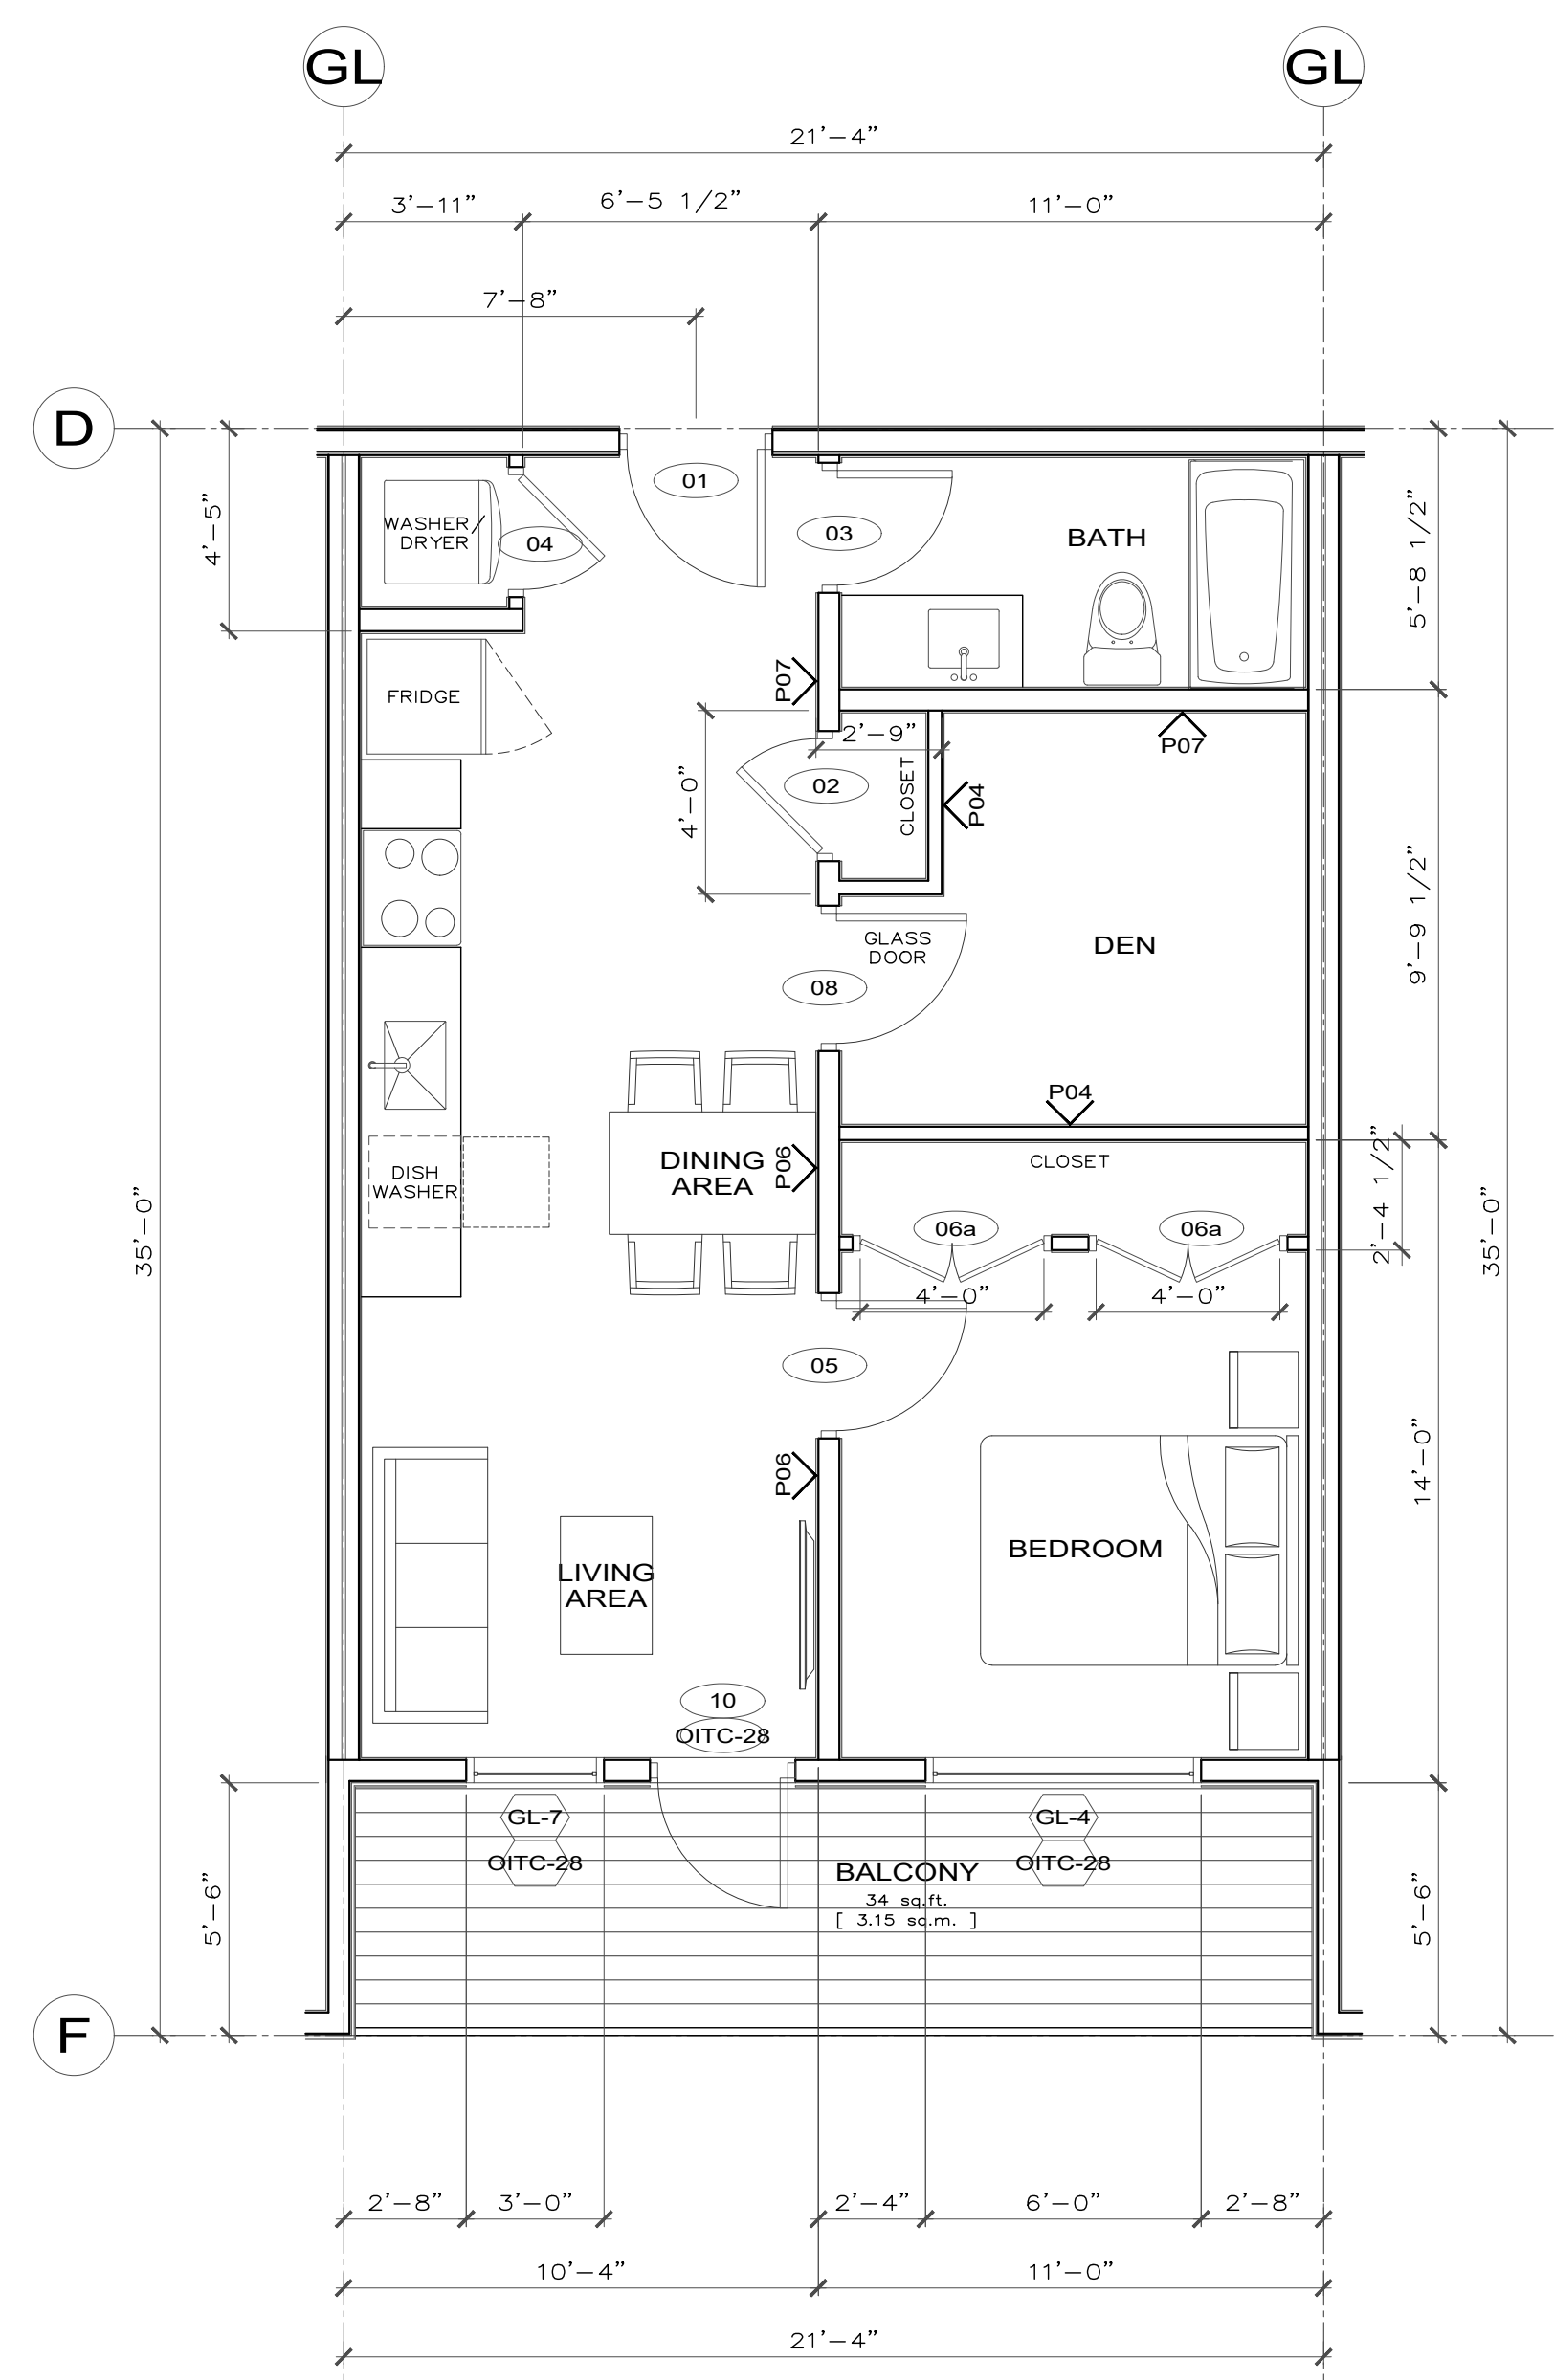 GL
GL
21'-4"
3'-11"
6'-5 1/2"
11'-0"
7'-8"
D
01
4'-5"
WASHER/
DRYER
04
03
BATH
5'-8 1/2"
P07
FRIDGE
2'-9"
P07
02
CLOSET
P04
4'-0"
9'-9 1/2"
GLASS
DOOR
DEN
08
P04
DINING
AREA
P06
CLOSET
DISH
WASHER
2'-4 1/2"
35'-0"
35'-0"
06a
06a
4'-0"
4'-0"
05
14'-0"
P06
BEDROOM
LIVING
AREA
10
OITC-28
GL-7
OITC-28
GL-4
OITC-28
BALCONY
34 sq.ft.
[ 3.15 sq.m. ]
5'-6"
5'-6"
F
2'-8"
3'-0"
2'-4"
6'-0"
2'-8"
10'-4"
11'-0"
21'-4"